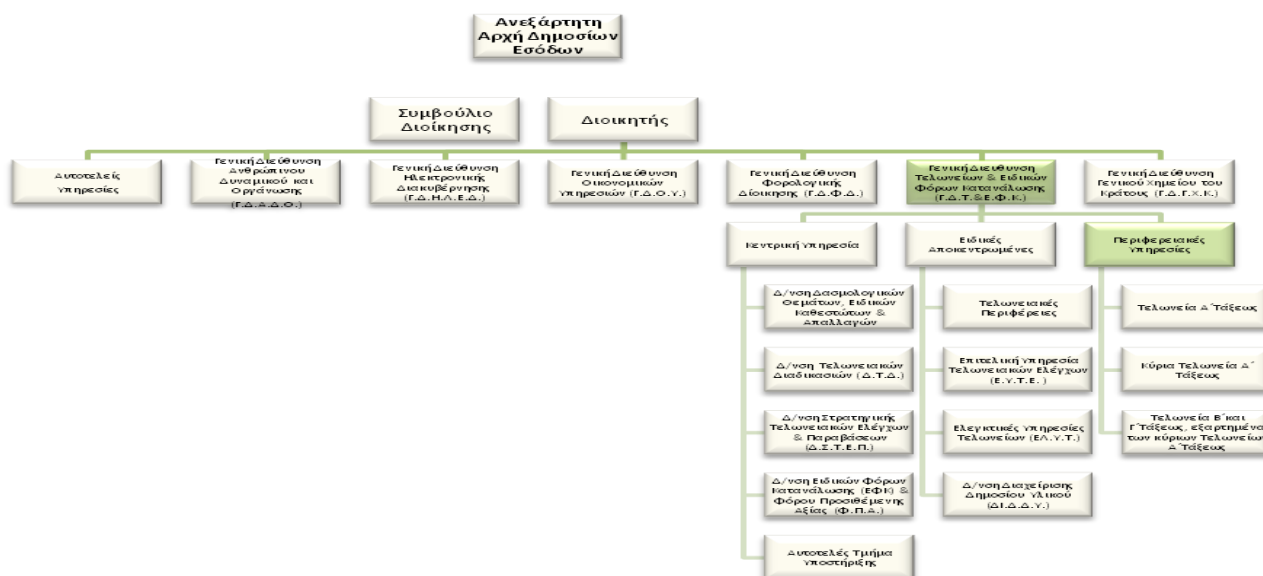 Ανεξάρτητη
Αρχή Δημοσίων
Εσόδων
Συμβούλιο
Διοίκησης
Διοικητής
Αυτοτελείς
Υπηρεσίες
Γενική Διεύθυνση
Ανθρώπινου
Δυναμικού και
Οργάνωσης
(Γ.Δ.Α.Δ.Ο.)
Γενική Διεύθυνση
Ηλεκτρονικής
Διακυβέρνησης
(Γ.Δ.ΗΛ.Ε.Δ.)
Γενική Διεύθυνση
Οικονομικών
Υπηρεσιών (Γ.Δ.Ο.Υ.)
Γενική Διεύθυνση
Φορολογικής
Διοίκησης (Γ.Δ.Φ.Δ.)
Γενική Διεύθυνση
Τελωνείων & Ειδικών
Φόρων Κατανάλωσης
(Γ.Δ.Τ.&Ε.Φ.Κ.)
Γενική Διεύθυνση
Γενικού Χημείου του
Κράτους (Γ.Δ.Γ.Χ.Κ.)
Κεντρική Υπηρεσία
Ειδικές
Αποκεντρωμένες
Περιφερειακές
Υπηρεσίες
Δ/νση Δασμολογικών
Θεμάτων, Ειδικών
Καθεστώτων &
Απαλλαγών
Δ/νση Τελωνειακών
Διαδικασιών (Δ.Τ.Δ.)
Δ/νση Στρατηγικής
Τελωνειακών Ελέγχων
& Παραβάσεων
(Δ.Σ.Τ.Ε.Π.)
Δ/νση Ειδικών Φόρων
Κατανάλωσης (ΕΦΚ) &
Φόρου Προστιθέμενης
Αξίας (Φ.Π.Α.)
Αυτοτελές Τμήμα
Υποστήριξης
Τελωνειακές
Περιφέρειες
Επιτελική Υπηρεσία
Τελωνειακών Ελέγχων
(Ε.Υ.Τ.Ε.)
Ελεγκτικές Υπηρεσίες
Τελωνείων (ΕΛ.Υ.Τ.)
Δ/νση Διαχείρισης
Δημοσίου Υλικού
(ΔΙ.Δ.Δ.Υ.)
Τελωνεία Α΄Τάξεως
Κύρια Τελωνεία Α΄
Τάξεως
Τελωνεία Β΄και
Γ΄Τάξεως, εξαρτημένα
των κύριων Τελωνείων
Α΄Τάξεως